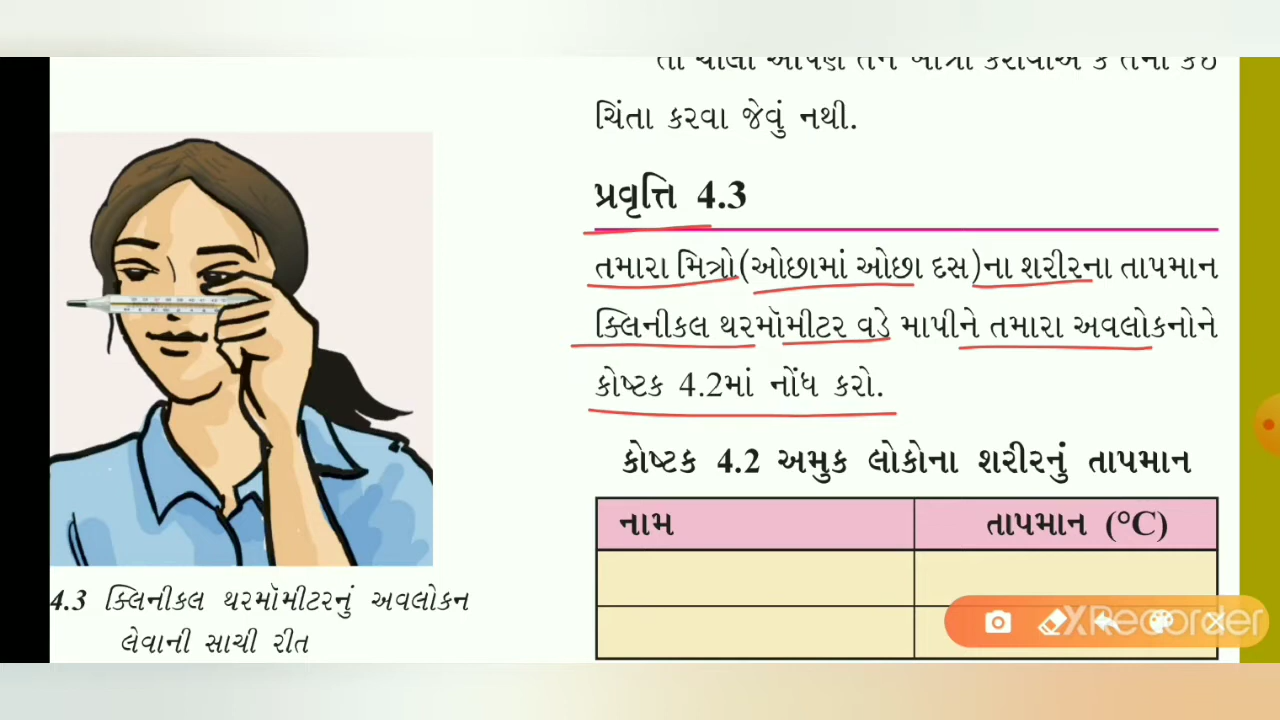 ચિંતા કરવા જેવું નથી.
પ્રવૃત્તિ 4.3
તમારા મિત્રો(ઓછામાં ઓછા દસ)ના શરીરના તાપમાન
ક્લિનીકલ થરમૉમીટર વડે માપીને તમારા અવલોકનોને
કોષ્ટક 4.2માં નોંધ કરો.
કોષ્ટક 4.2 અમુક લોકોના શરીરનું તાપમાન
નામ તાપમાન (°C)
4.3 ક્લિનીકલ થરમૉમીટરનું અવલોકન
લેવાની સાચી રીત
XRecorder